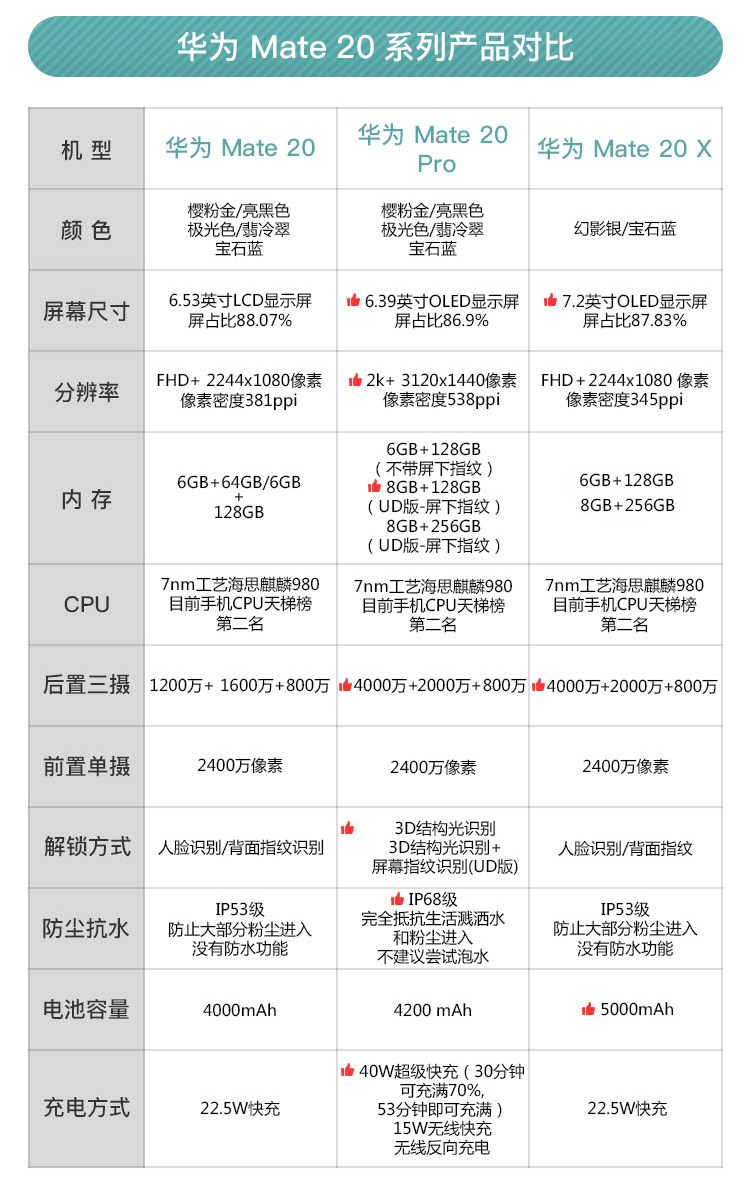 华为 Mate 20 系列产品对比
机 型
华为 Mate 20
华为 Mate 20
Pro
华为 Mate 20 X
颜 色
樱粉金/亮黑色
极光色/翡冷翠
宝石蓝
樱粉金/亮黑色
极光色/翡冷翠
宝石蓝
幻影银/宝石蓝
屏幕尺寸
6.53英寸LCD显示屏
屏占比88.07%
6.39英寸OLED显示屏
屏占比86.9%
7.2英寸OLED显示屏
屏占比87.83%
分辨率
FHD+ 2244x1080像素
像素密度381ppi
2k+ 3120x1440像素
像素密度538ppi
FHD+2244x1080 像素
像素密度345ppi
内 存
6GB+64GB/6GB
+
128GB
6GB+128GB
（不带屏下指纹）
8GB+128GB
（UD版-屏下指纹）
8GB+256GB
（UD版-屏下指纹）
6GB+128GB
8GB+256GB
CPU
7nm工艺海思麒麟980
目前手机CPU天梯榜
第二名
7nm工艺海思麒麟980
目前手机CPU天梯榜
第二名
7nm工艺海思麒麟980
目前手机CPU天梯榜
第二名
后置三摄
1200万+ 1600万+800万
4000万+2000万+800万
4000万+2000万+800万
前置单摄
2400万像素
2400万像素
2400万像素
解锁方式
人脸识别/背面指纹识别
3D结构光识别
3D结构光识别+
屏幕指纹识别(UD版)
人脸识别/背面指纹
防尘抗水
IP53级
防止大部分粉尘进入
没有防水功能
IP68级
完全抵抗生活溅洒水
和粉尘进入
不建议尝试泡水
IP53级
防止大部分粉尘进入
没有防水功能
电池容量
4000mAh
4200 mAh
5000mAh
充电方式
22.5W快充
40W超级快充（30分钟
可充满70%,
53分钟即可充满）
15W无线快充
无线反向充电
22.5W快充